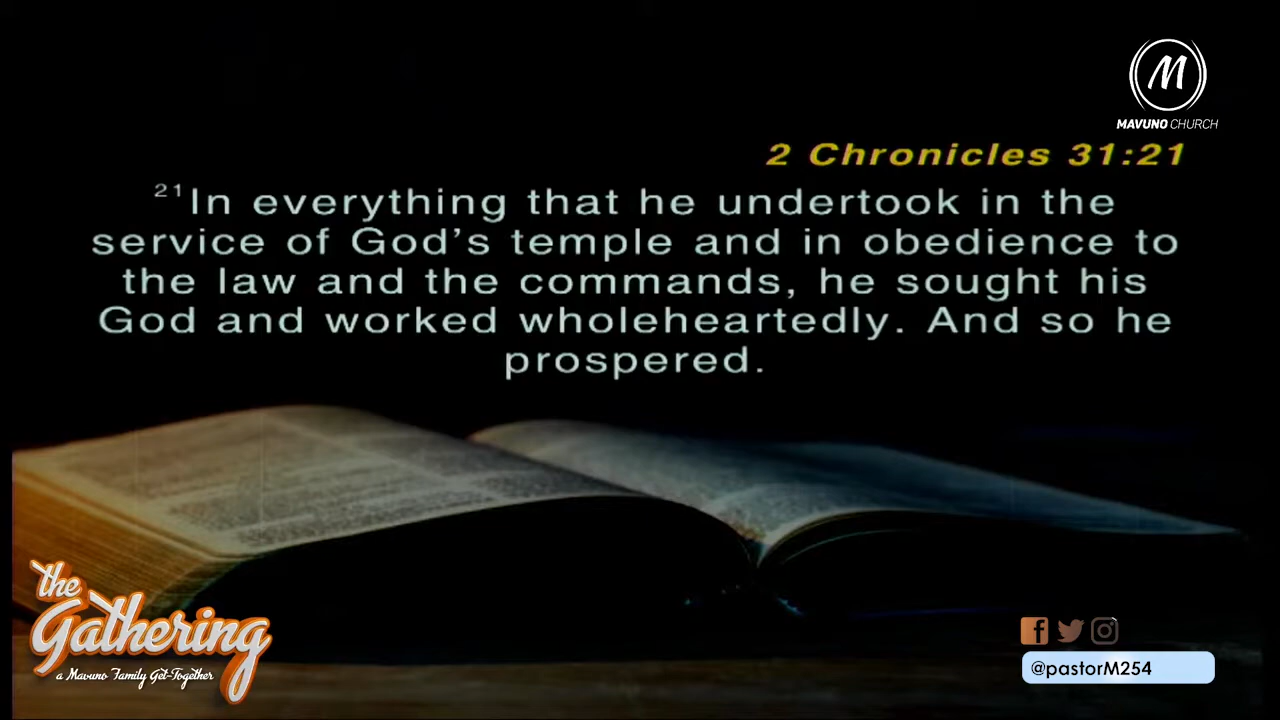 M
MAVUNO CHURCH
2 Chronicles 31:21
21In everything that he undertook in the
service of God’s temple and in obedience to
the law and the commands, he sought his
God and worked wholeheartedly. And so he
prospered.
the
Gathering
a Mavuno Family Get-Together
@pastorM254